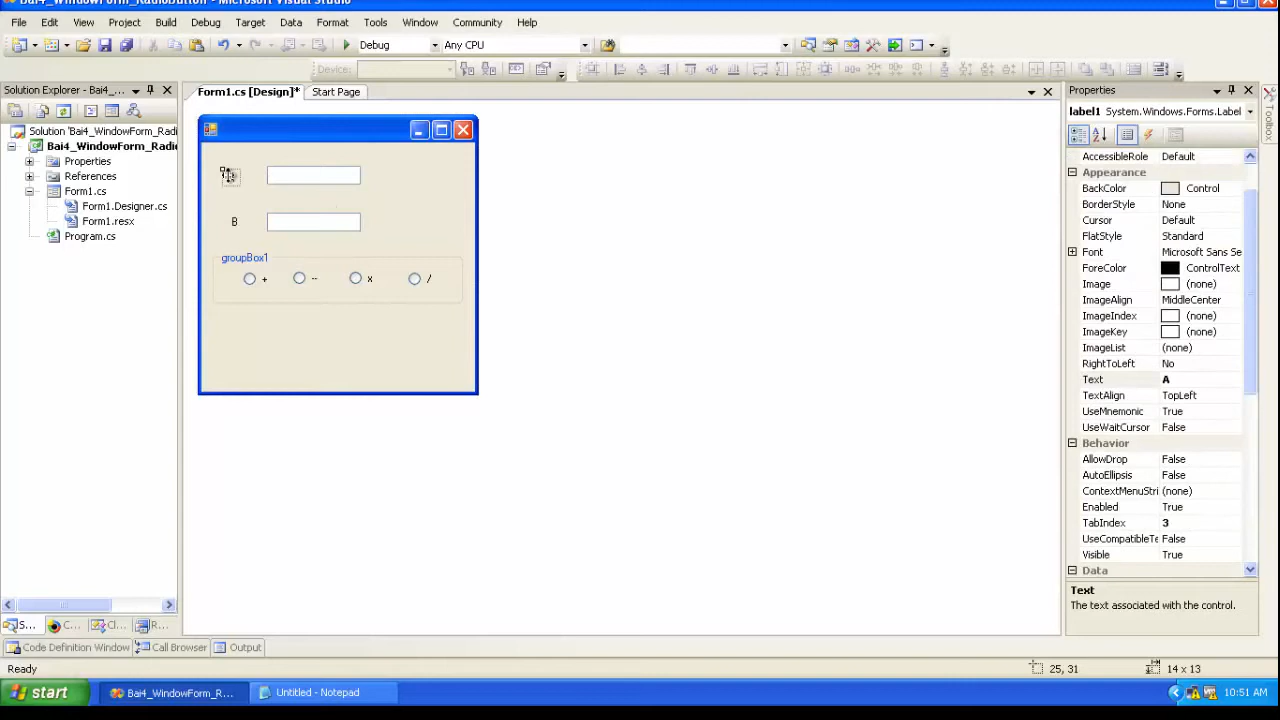 Bai4_WindowForm_RadioButton - Microsoft Visual Studio
File Edit View Project Build Debug Target Data Format Tools Window Community Help
Debug Any CPU
Device:
Solution Explorer - Bai4_...
Form1.cs [Design]* Start Page
Properties
label1 System.Windows.Forms.Label
Toolbox
Solution 'Bai4_WindowForm_Radi
Bai4_WindowForm_Radi
Properties
References
Form1.cs
Form1.Designer.cs
Form1.resx
Program.cs
B
groupBox1
+ -- x /
AccessibleRole Default
Appearance
BackColor Control
BorderStyle None
Cursor Default
FlatStyle Standard
Font Microsoft Sans Se
ForeColor ControlText
Image (none)
ImageAlign MiddleCenter
ImageIndex (none)
ImageKey (none)
ImageList (none)
RightToLeft No
Text A
TextAlign TopLeft
UseMnemonic True
UseWaitCursor False
Behavior
AllowDrop False
AutoEllipsis False
ContextMenuStri (none)
Enabled True
TabIndex 3
UseCompatibleTe False
Visible True
Data
Text
The text associated with the control.
S... C... Cl... R...
Code Definition Window Call Browser Output
Ready 25, 31 14 x 13
start Bai4_WindowForm_R... Untitled - Notepad 10:51 AM